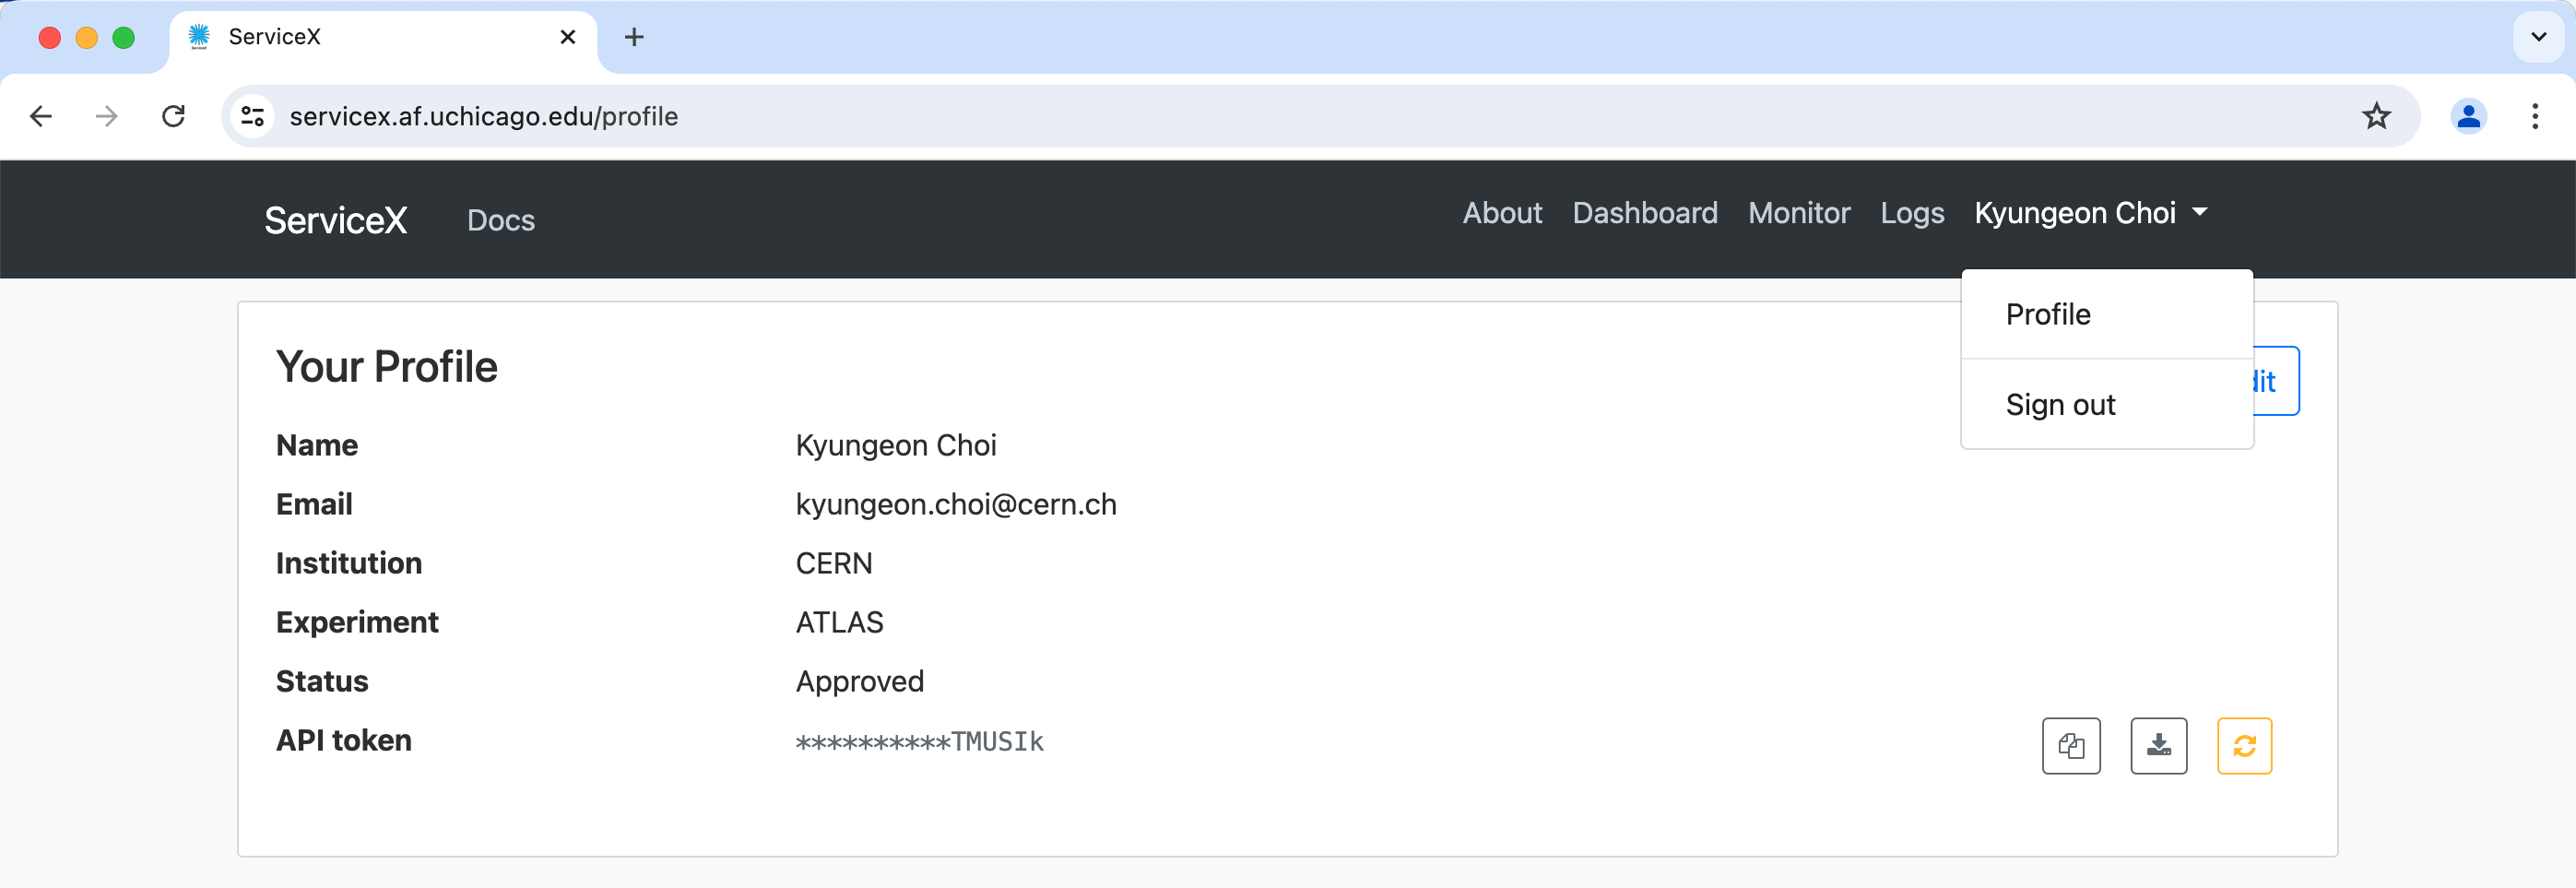 ServiceX
servicex.af.uchicago.edu/profile
ServiceX Docs About Dashboard Monitor Logs Kyungeon Choi
Profile
Sign out
Your Profile
dit
Name Kyungeon Choi
Email kyungeon.choi@cern.ch
Institution CERN
Experiment ATLAS
Status Approved
API token **********TMUSIk